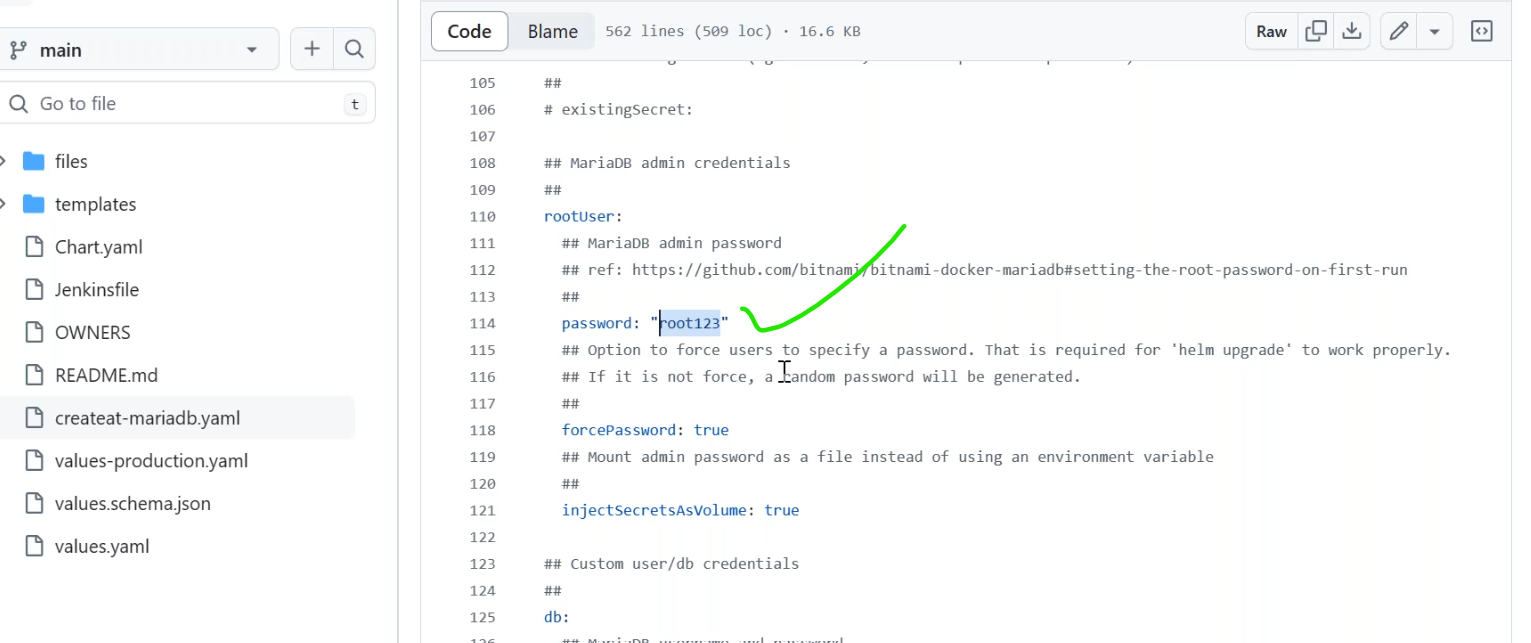 main
Go to file
t
files
templates
Chart.yaml
Jenkinsfile
OWNERS
README.md
createat-mariadb.yaml
values-production.yaml
values.schema.json
values.yaml
Code
Blame
562 lines (509 loc) · 16.6 KB
Raw
105 ##
106 # existingSecret:
107
108 ## MariaDB admin credentials
109 ##
110 rootUser:
111 ## MariaDB admin password
112 ## ref: https://github.com/bitnami/bitnami-docker-mariadb#setting-the-root-password-on-first-run
113 ##
114 password: "root123"
115 ## Option to force users to specify a password. That is required for 'helm upgrade' to work properly.
116 ## If it is not force, a random password will be generated.
117 ##
118 forcePassword: true
119 ## Mount admin password as a file instead of using an environment variable
120 ##
121 injectSecretsAsVolume: true
122
123 ## Custom user/db credentials
124 ##
125 db:
126 ## MariaDB username and password